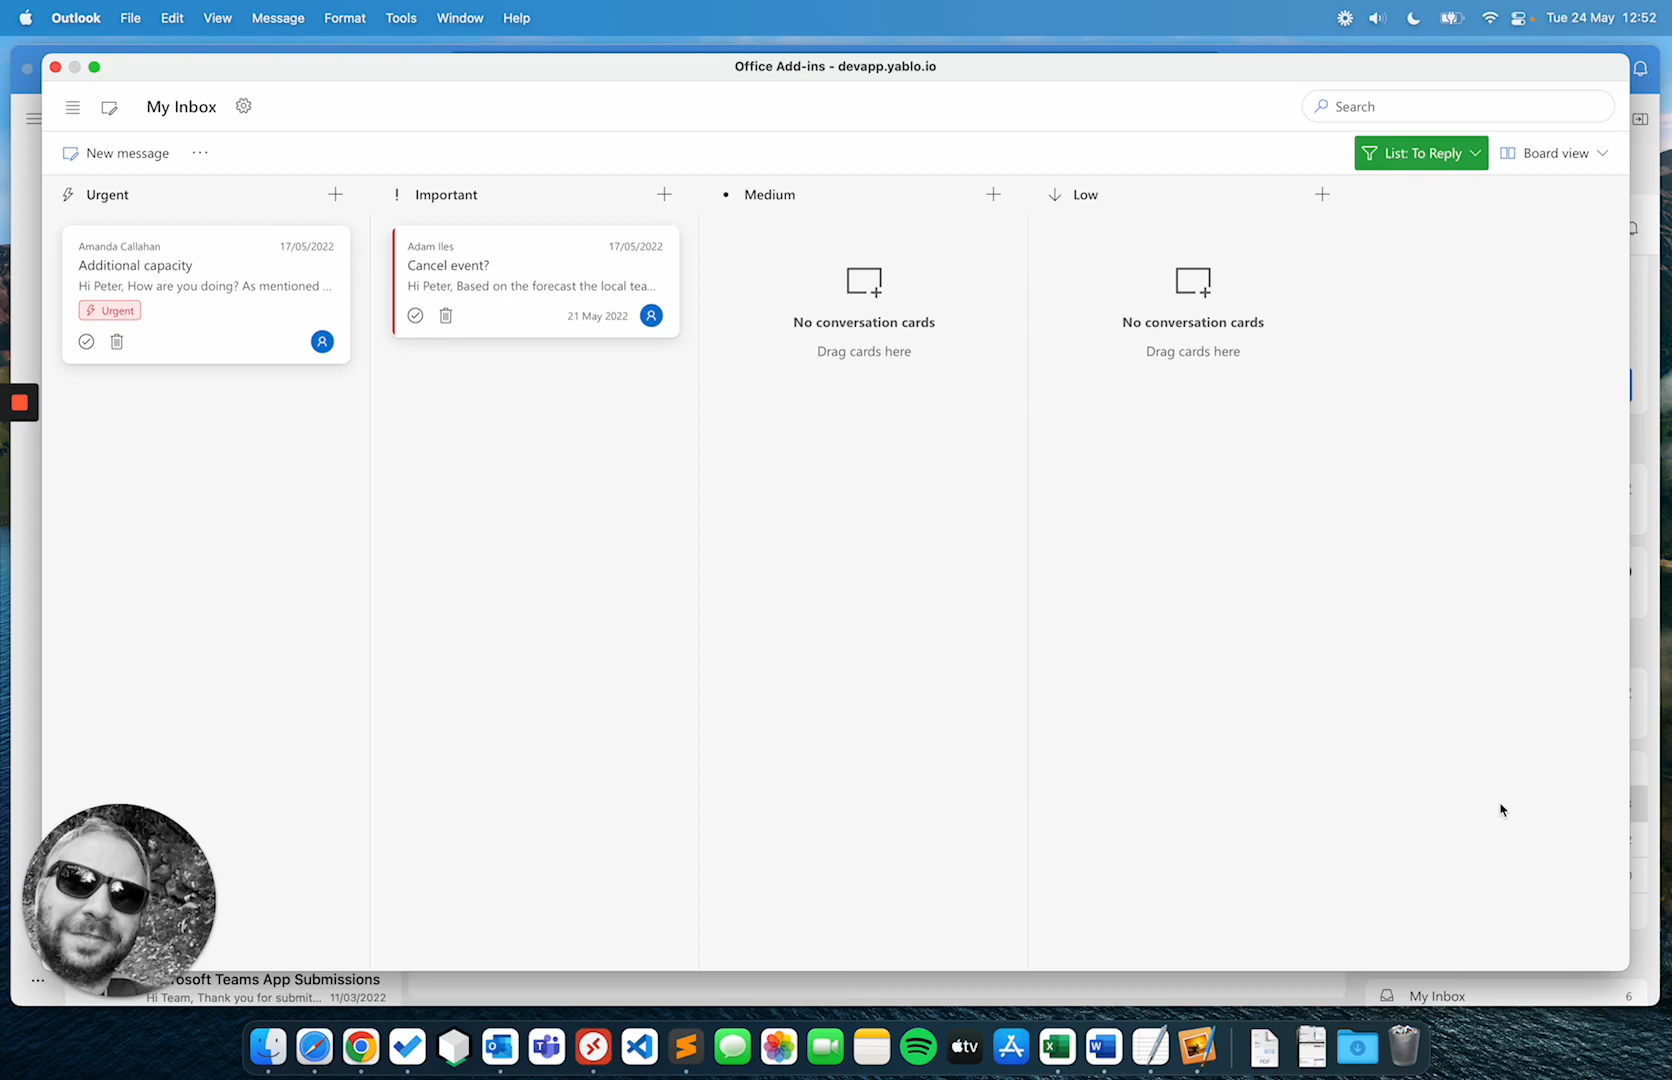 Outlook File Edit View Message Format Tools Window Help Tue 24 May 12:52
Office Add-ins - devapp.yablo.io
My Inbox Search
New message ··· List: To Reply Board view
Urgent ! Important • Medium Low
Amanda Callahan 17/05/2022
Additional capacity
Hi Peter, How are you doing? As mentioned ...
Urgent
Adam Iles 17/05/2022
Cancel event?
Hi Peter, Based on the forecast the local tea...
21 May 2022
No conversation cards
Drag cards here
No conversation cards
Drag cards here
osoft Teams App Submissions
Hi Team, Thank you for submit... 11/03/2022
My Inbox 6
tv
PDF